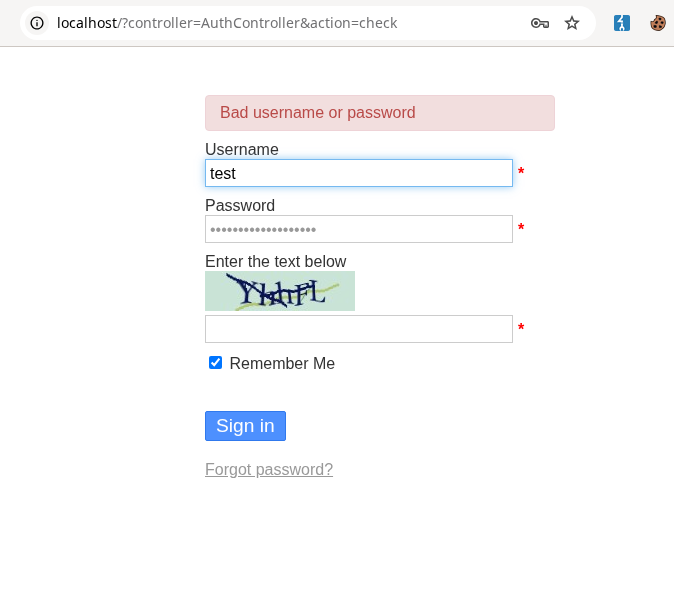 localhost/?controller=AuthController&action=check
Bad username or password
Username
test *
Password
••••••••••••••••••• *
Enter the text below
*
Remember Me
Sign in
Forgot password?